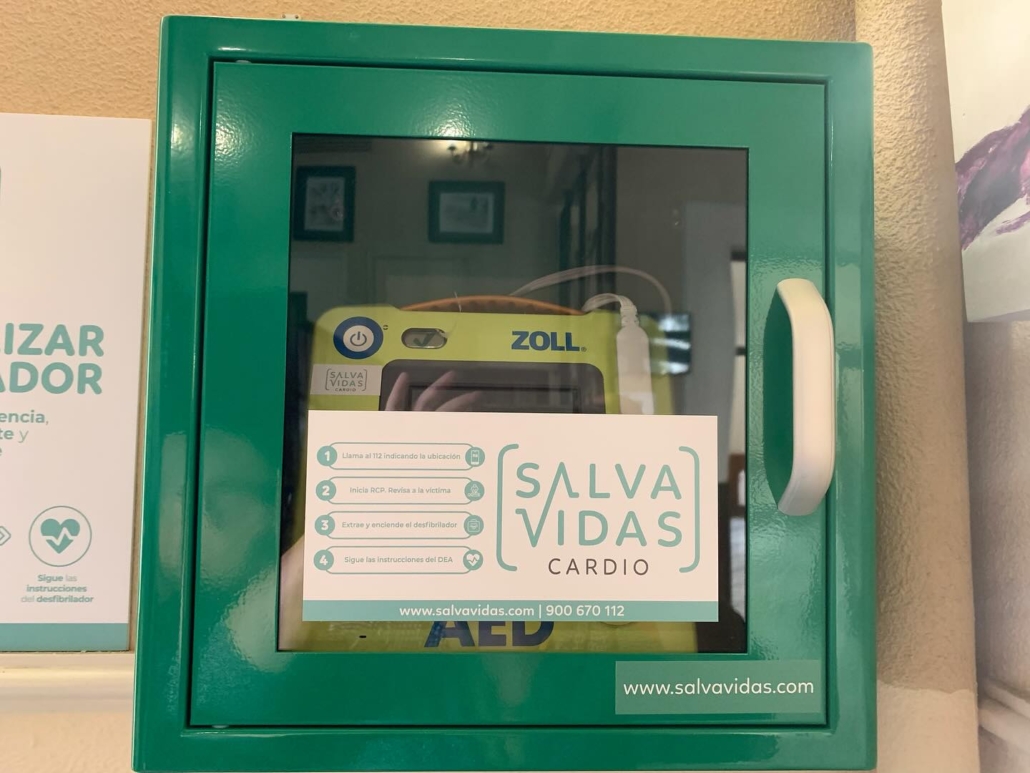 IZAR
ADOR
encia,
te y
e
Sigue las
instrucciones
del desfibrilador
ZOLL
SALVA
VIDAS
CARDIO
1 Llama al 112 indicando la ubicación
2 Inicia RCP. Revisa a la víctima
3 Extrae y enciende el desfibrilador
4 Sigue las instrucciones del DEA
SALVA
VIDAS
CARDIO
www.salvavidas.com | 900 670 112
AED
www.salvavidas.com